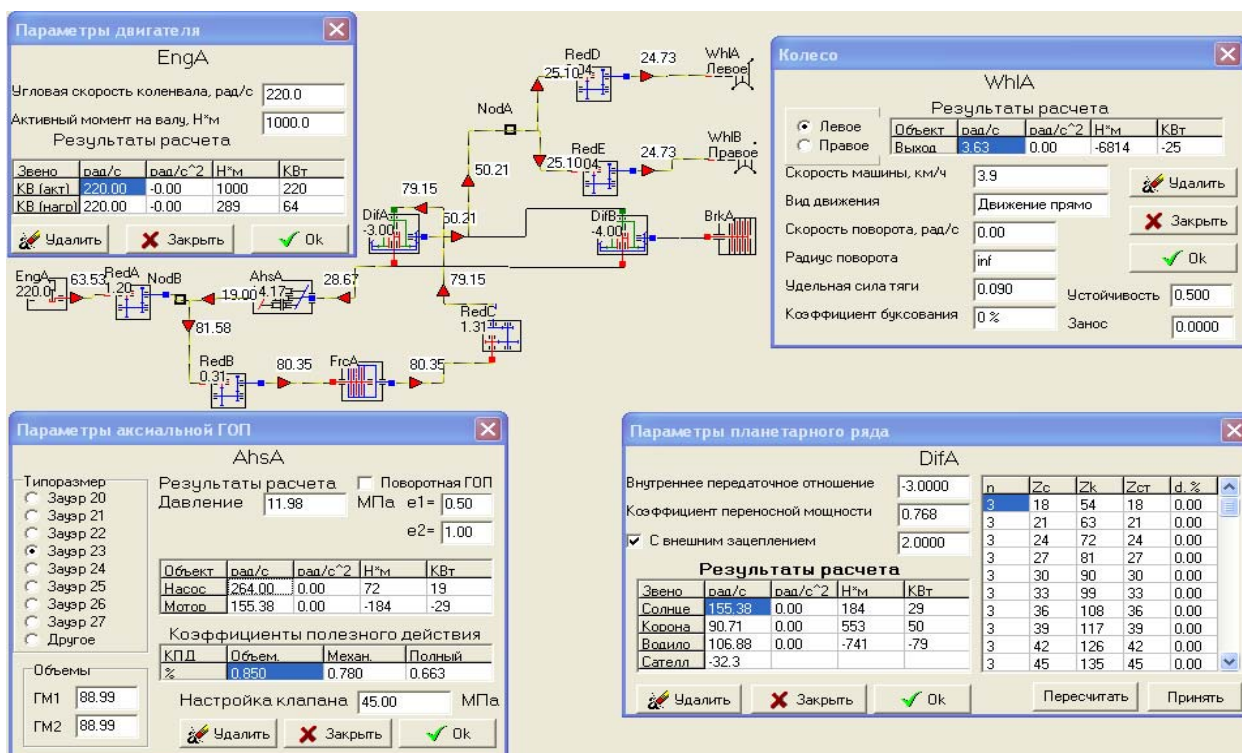 Параметры двигателя
EngA
Угловая скорость коленвала, рад/с 220.0
Активный момент на валу, Н*м 1000.0
Результаты расчета
Звено рад/с рад/с^2 Н*м КВт
КВ (акт) 220.00 -0.00 1000 220
КВ (нагр) 220.00 -0.00 289 64
Удалить Закрыть Ok
RedD
24.73
WhlA
Левое
25.10
04
NodA
RedE
24.73
WhlB
Правое
25.10
04
50.21
79.15
DifA
-3.00
50.21
DifB
-4.00
BrkA
EngA
220.0
63.53
RedA
1.20
NodB
AhsA
19.00
4.17
28.67
79.15
RedC
1.31
81.58
RedB
0.31
80.35
FrcA
80.35
Колесо
WhlA
Результаты расчета
Левое
Правое
Объект рад/с рад/с^2 Н*м КВт
Выход 3.63 0.00 -6814 -25
Скорость машины, км/ч 3.9
Вид движения Движение прямо
Скорость поворота, рад/с 0.00
Радиус поворота inf
Удельная сила тяги 0.090
Коэффициент буксования 0 %
Удалить
Закрыть
Ok
Устойчивость 0.500
Занос 0.0000
Параметры аксиальной ГОП
AhsA
Типоразмер
Зауэр 20
Зауэр 21
Зауэр 22
Зауэр 23
Зауэр 24
Зауэр 25
Зауэр 26
Зауэр 27
Другое
Объемы
ГМ1 88.99
ГМ2 88.99
Результаты расчета Поворотная ГОП
Давление 11.98 МПа e1= 0.50
e2= 1.00
Объект рад/с рад/с^2 Н*м КВт
Насос 264.00 0.00 72 19
Мотор 155.38 0.00 -184 -29
Коэффициенты полезного действия
КПД Объем. Механ. Полный
% 0.850 0.780 0.663
Настройка клапана 45.00 МПа
Удалить Закрыть Ok
Параметры планетарного ряда
DifA
Внутреннее передаточное отношение -3.0000
Коэффициент переносной мощности 0.768
С внешним зацеплением 2.0000
Результаты расчета
Звено рад/с рад/с^2 Н*м КВт
Солнце 155.38 0.00 184 29
Корона 90.71 0.00 553 50
Водило 106.88 0.00 -741 -79
Сателл -32.3
Удалить Закрыть Ok
n Zc Zk Zст d. %
3 18 54 18 0.00
3 21 63 21 0.00
3 24 72 24 0.00
3 27 81 27 0.00
3 30 90 30 0.00
3 33 99 33 0.00
3 36 108 36 0.00
3 39 117 39 0.00
3 42 126 42 0.00
3 45 135 45 0.00
Пересчитать Принять